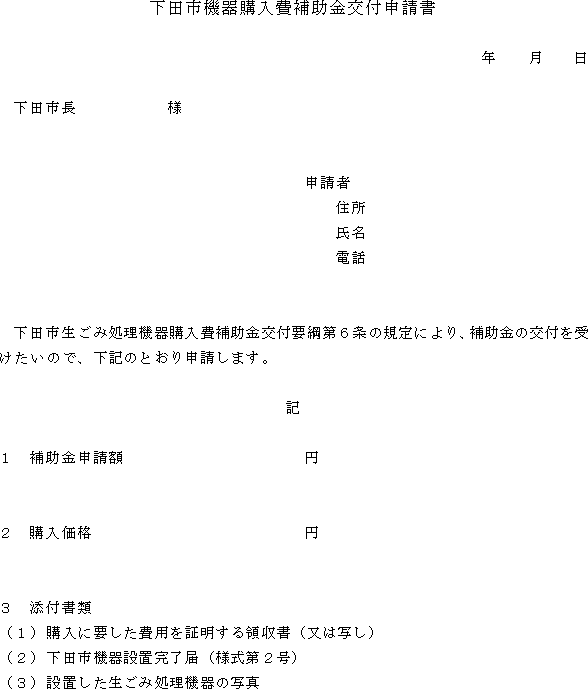 下田市機器購入費補助金交付申請書
年　　月　　日
下田市長　　　　　　様
申請者
住所
氏名
電話
下田市生ごみ処理機器購入費補助金交付要綱第６条の規定により、補助金の交付を受
けたいので、下記のとおり申請します。
記
１　補助金申請額　　　　　　　　　　　　円
２　購入価格　　　　　　　　　　　　　　円
３　添付書類
（１）購入に要した費用を証明する領収書（又は写し）
（２）下田市機器設置完了届（様式第２号）
（３）設置した生ごみ処理機器の写真